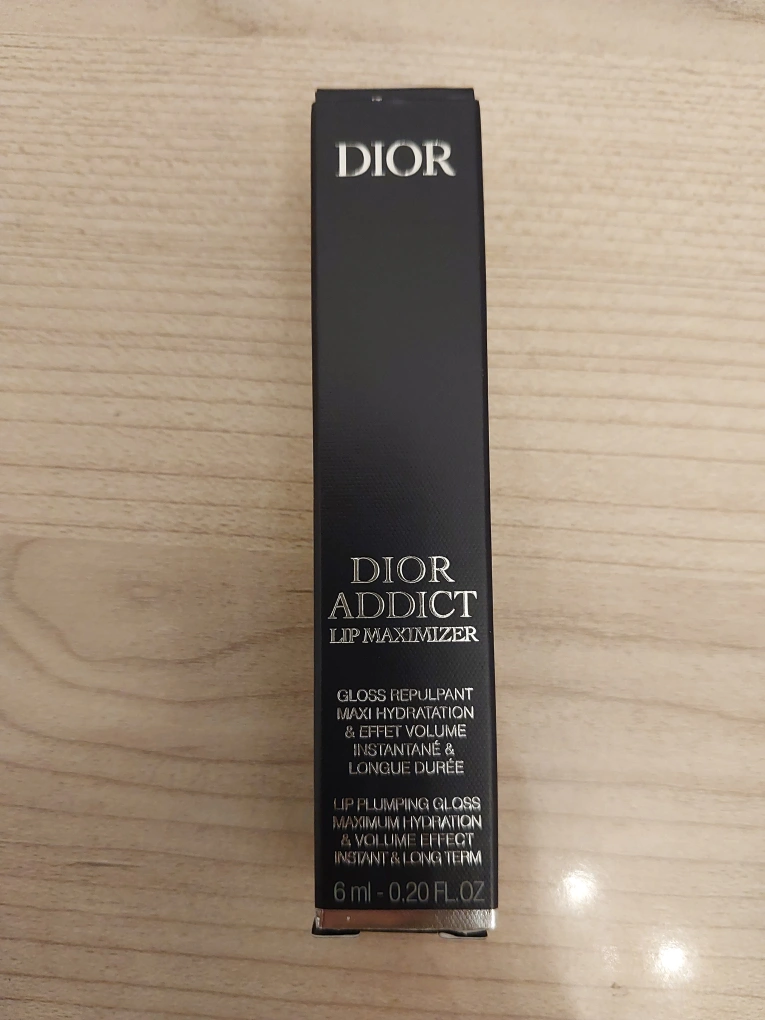 DIOR
DIOR
ADDICT
LIP MAXIMIZER
GLOSS REPULPANT
MAXI HYDRATATION
& EFFET VOLUME
INSTANTANÉ &
LONGUE DURÉE
LIP PLUMPING GLOSS
MAXIMUM HYDRATION
& VOLUME EFFECT
INSTANT & LONG TERM
6 ml - 0.20 FL.OZ